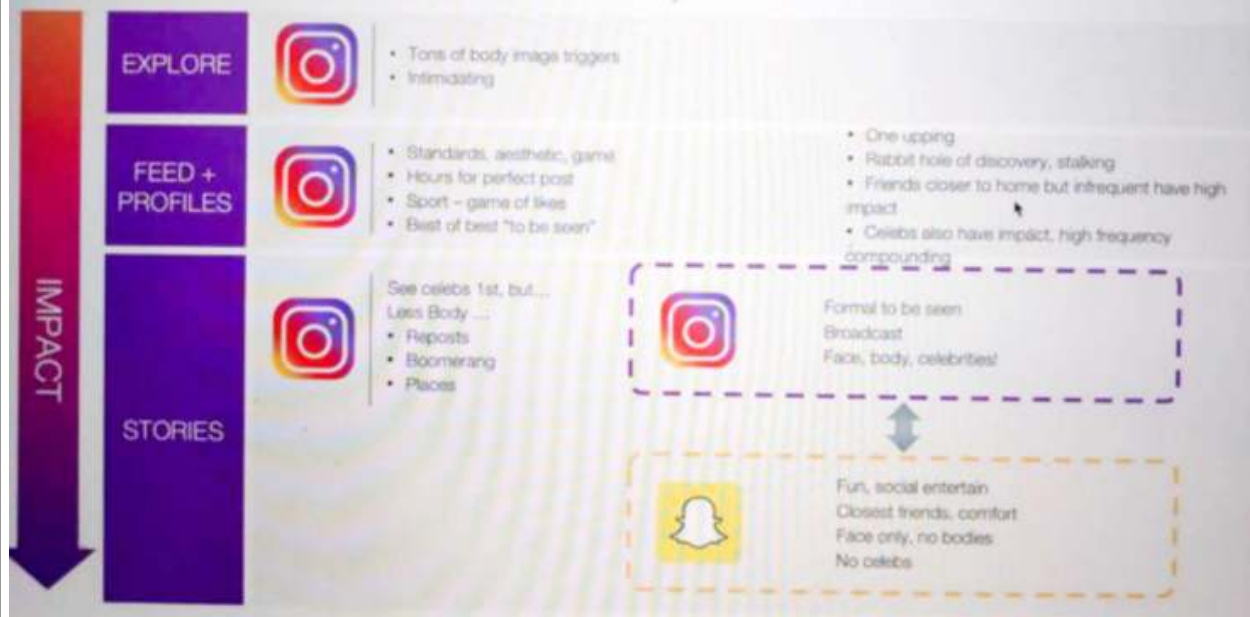 IMPACT
EXPLORE
• Tons of body image triggers
• Intimidating
FEED +
PROFILES
• Standards, aesthetic, game
• Hours for perfect post
• Sport – game of likes
• Best of best "to be seen"
• One upping
• Rabbit hole of discovery, stalking
• Friends closer to home but infrequent have high
impact
• Celebs also have impact, high frequency
compounding
STORIES
See celebs 1st, but...
Less Body ...
• Reposts
• Boomerang
• Places
Formal to be seen
Broadcast
Face, body, celebrities!
Fun, social entertain
Closest friends, comfort
Face only, no bodies
No celebs